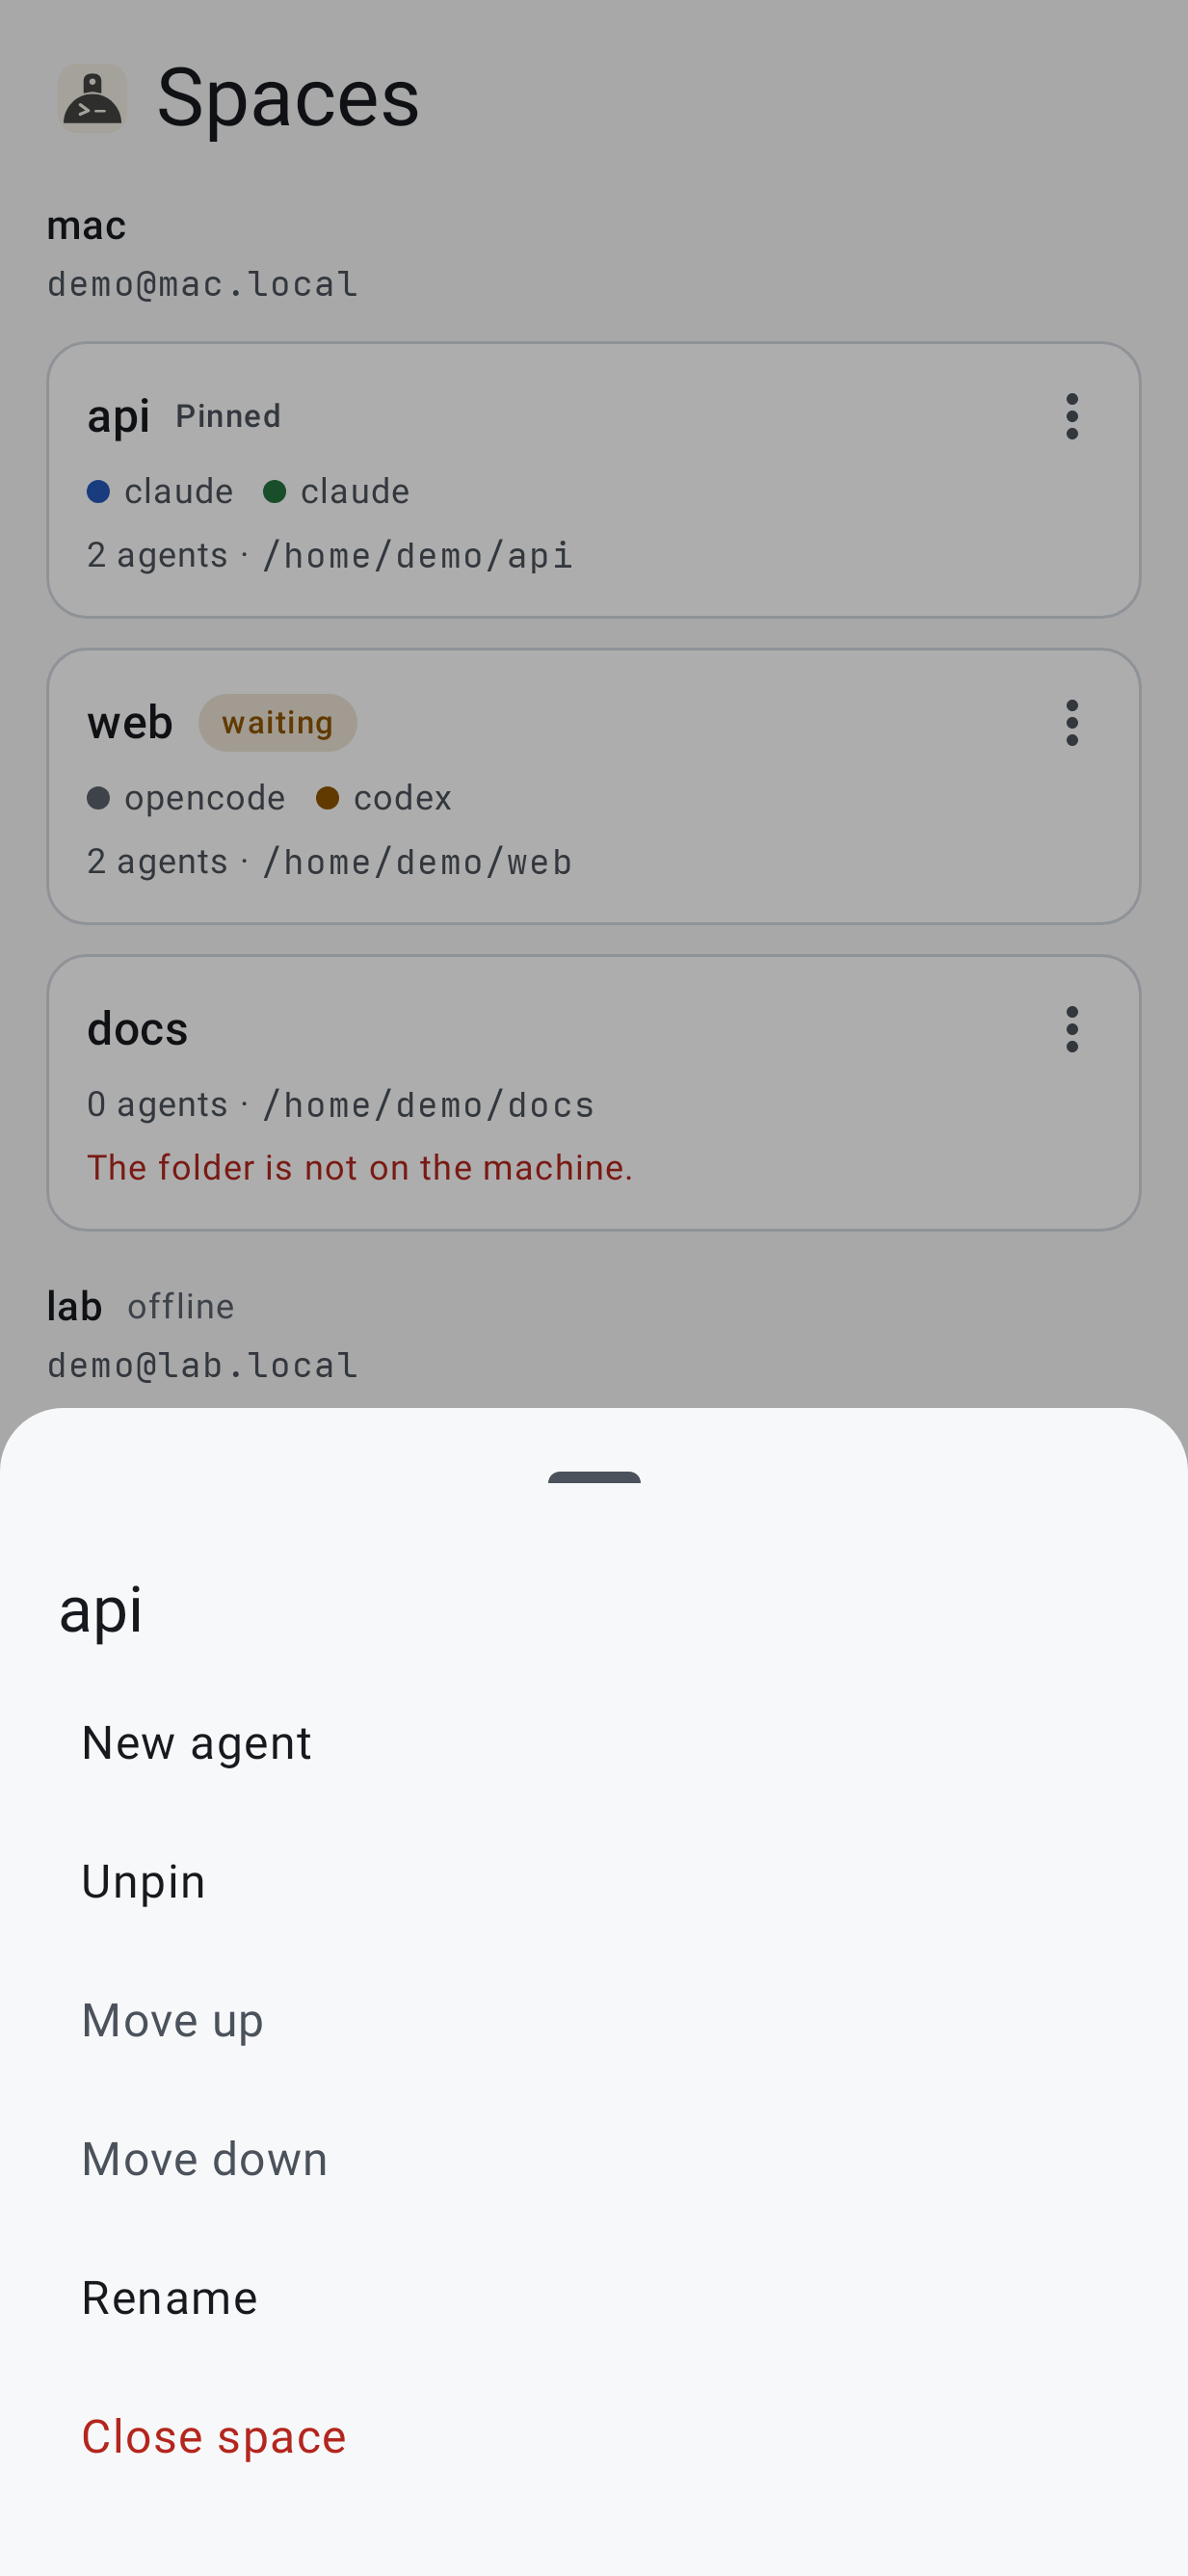 Spaces
mac
demo@mac.local
api Pinned
claude claude
2 agents · /home/demo/api
web waiting
opencode codex
2 agents · /home/demo/web
docs
0 agents · /home/demo/docs
The folder is not on the machine.
lab offline
demo@lab.local
api
New agent
Unpin
Move up
Move down
Rename
Close space